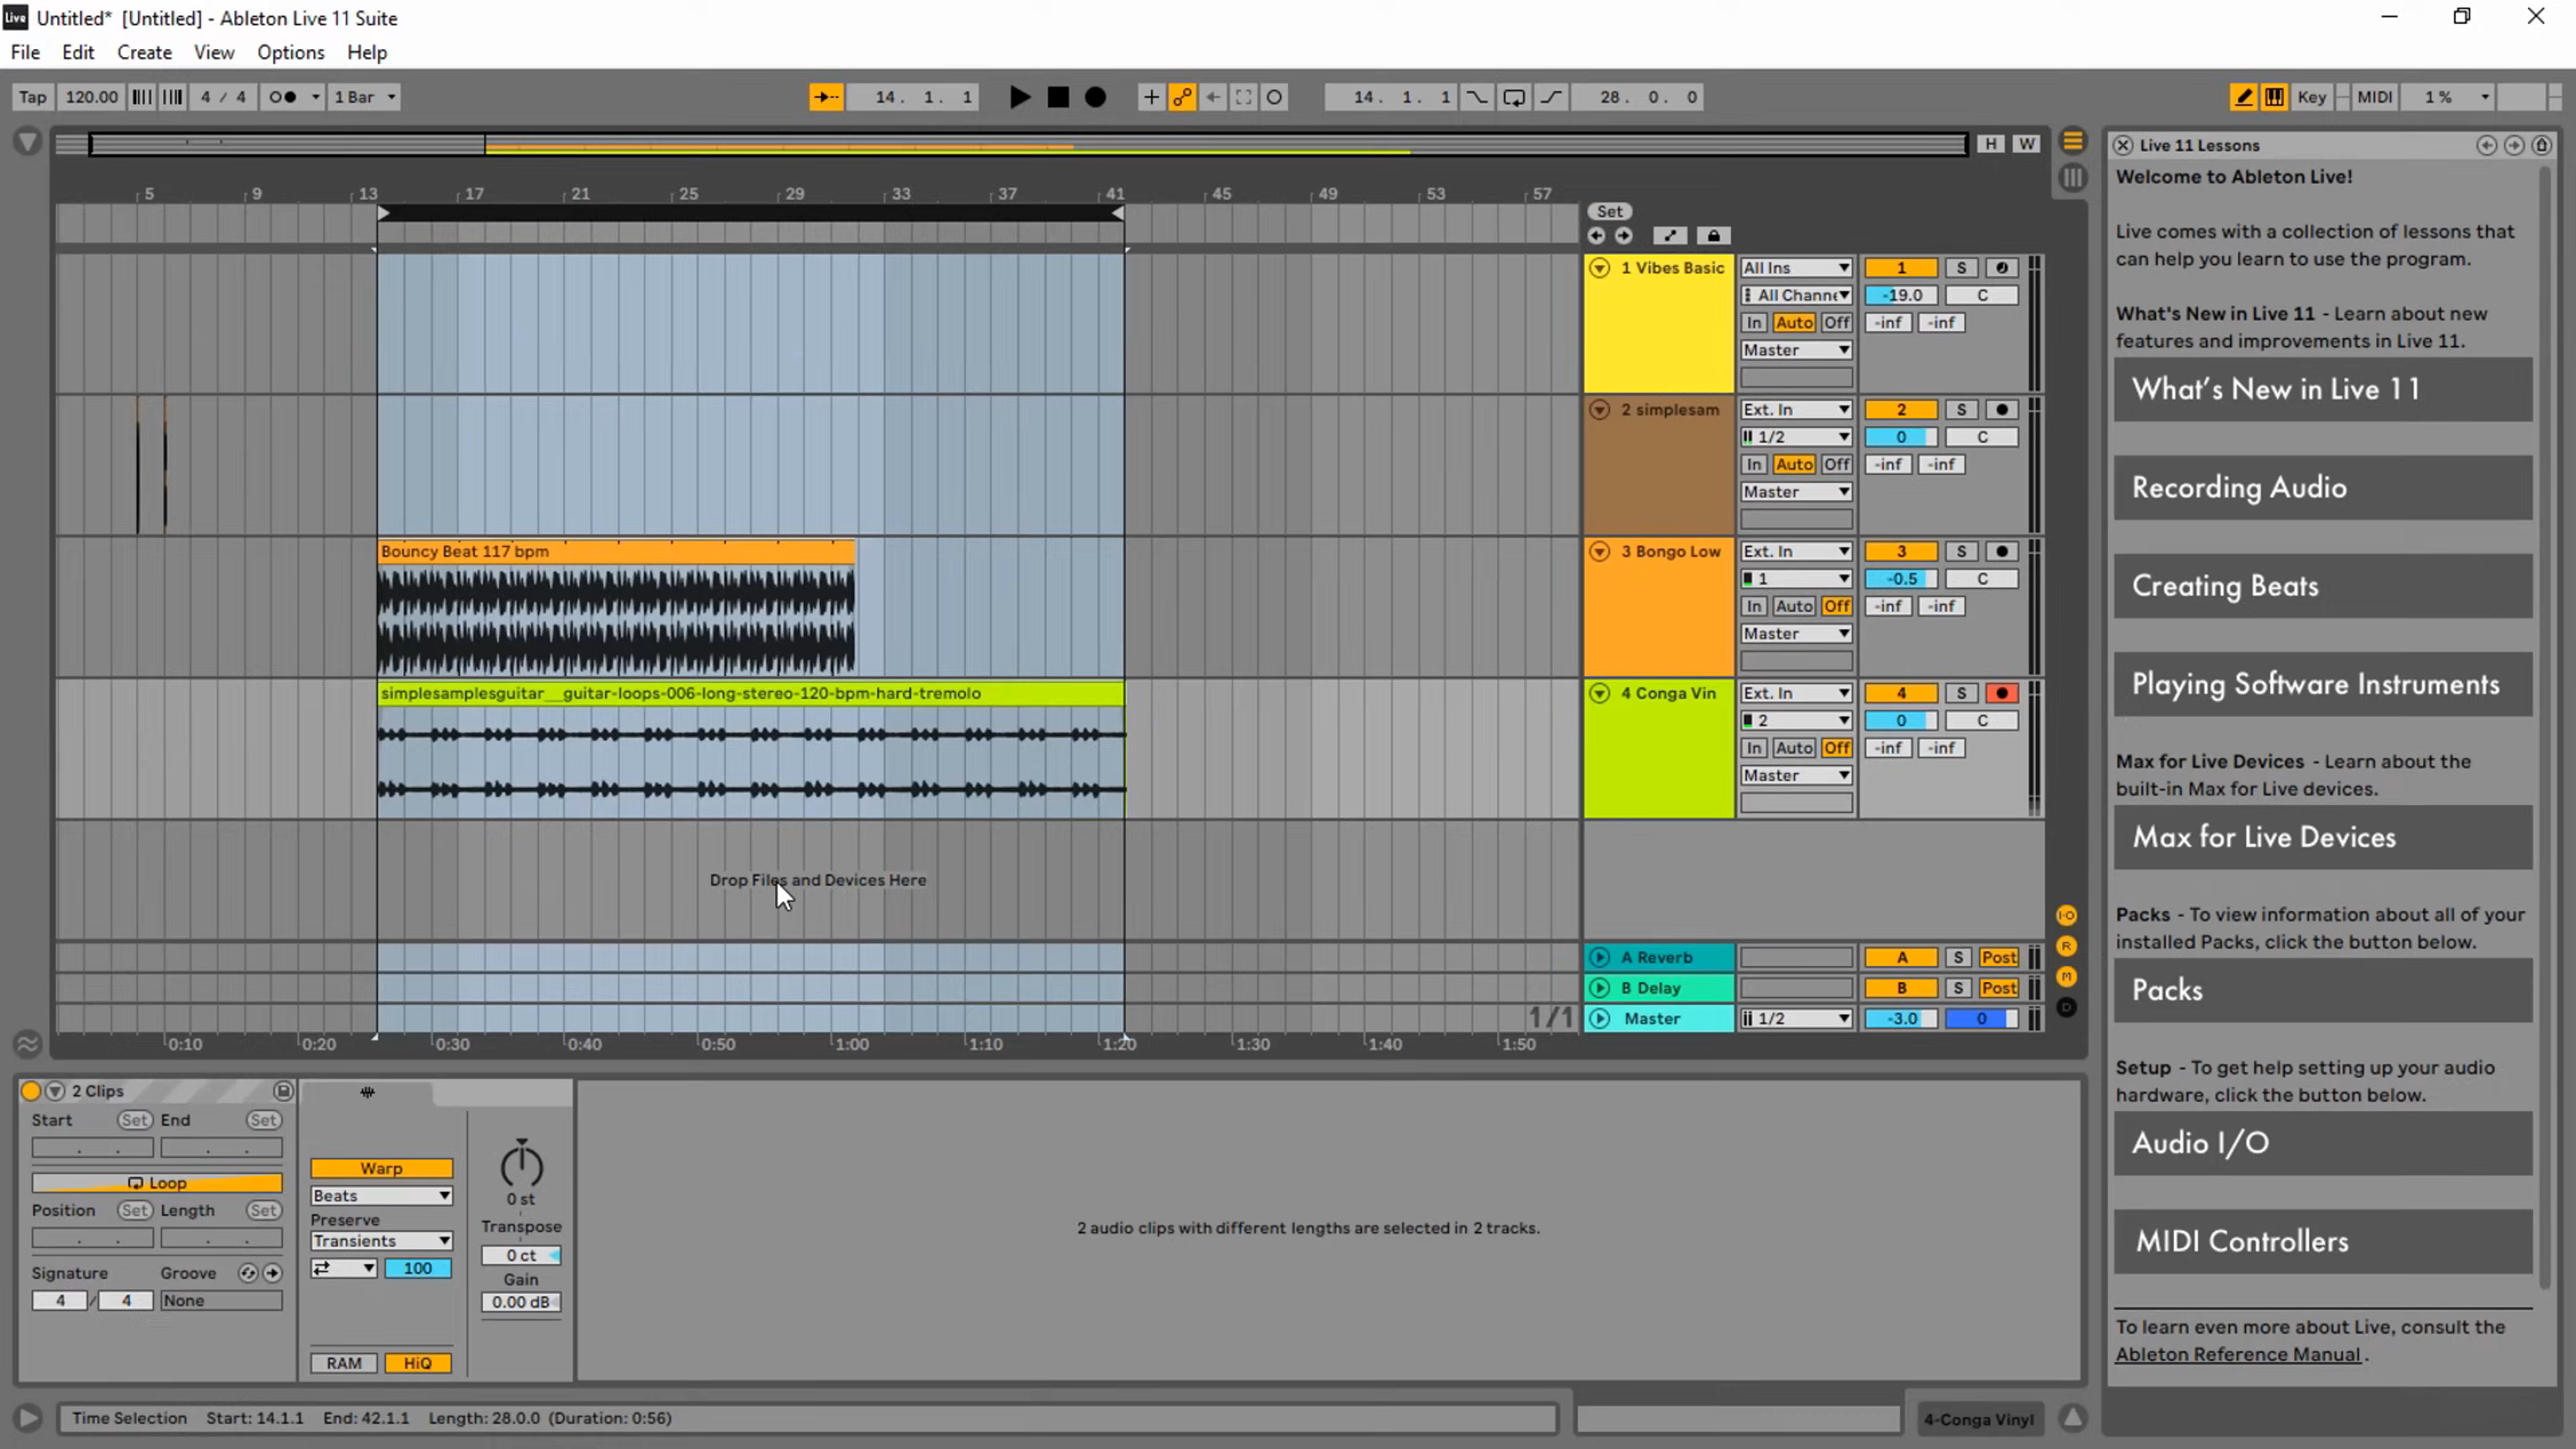 Live Untitled* [Untitled] - Ableton Live 11 Suite
File Edit Create View Options Help
Tap 120.00 4 / 4 1 Bar 14. 1. 1 14. 1. 1 28. 0. 0 Key MIDI 1 %
H W
5 9 13 17 21 25 29 33 37 41 45 49 53 57
Set
1 Vibes Basic All Ins 1 S
All Channe -19.0 C
In Auto Off -inf -inf
Master
2 simplesam Ext. In 2 S
1/2 0 C
In Auto Off -inf -inf
Master
Bouncy Beat 117 bpm
3 Bongo Low Ext. In 3 S
1 -0.5 C
In Auto Off -inf -inf
Master
simplesamplesguitar__guitar-loops-006-long-stereo-120-bpm-hard-tremolo
4 Conga Vin Ext. In 4 S
2 0 C
In Auto Off -inf -inf
Master
Drop Files and Devices Here
A Reverb A S Post
B Delay B S Post
1/1
Master 1/2 -3.0 0
I-O
R
M
D
0:10 0:20 0:30 0:40 0:50 1:00 1:10 1:20 1:30 1:40 1:50
Live 11 Lessons
Welcome to Ableton Live!
Live comes with a collection of lessons that
can help you learn to use the program.
What's New in Live 11 - Learn about new
features and improvements in Live 11.
What's New in Live 11
Recording Audio
Creating Beats
Playing Software Instruments
Max for Live Devices - Learn about the
built-in Max for Live devices.
Max for Live Devices
Packs - To view information about all of your
installed Packs, click the button below.
Packs
Setup - To get help setting up your audio
hardware, click the button below.
Audio I/O
MIDI Controllers
To learn even more about Live, consult the
Ableton Reference Manual.
2 Clips
Start Set End Set
Loop
Position Set Length Set
Signature Groove
4 / 4 None
Warp
Beats
Preserve
Transients
100
RAM HiQ
0 st
Transpose
0 ct
Gain
0.00 dB
2 audio clips with different lengths are selected in 2 tracks.
Time Selection Start: 14.1.1 End: 42.1.1 Length: 28.0.0 (Duration: 0:56)
4-Conga Vinyl